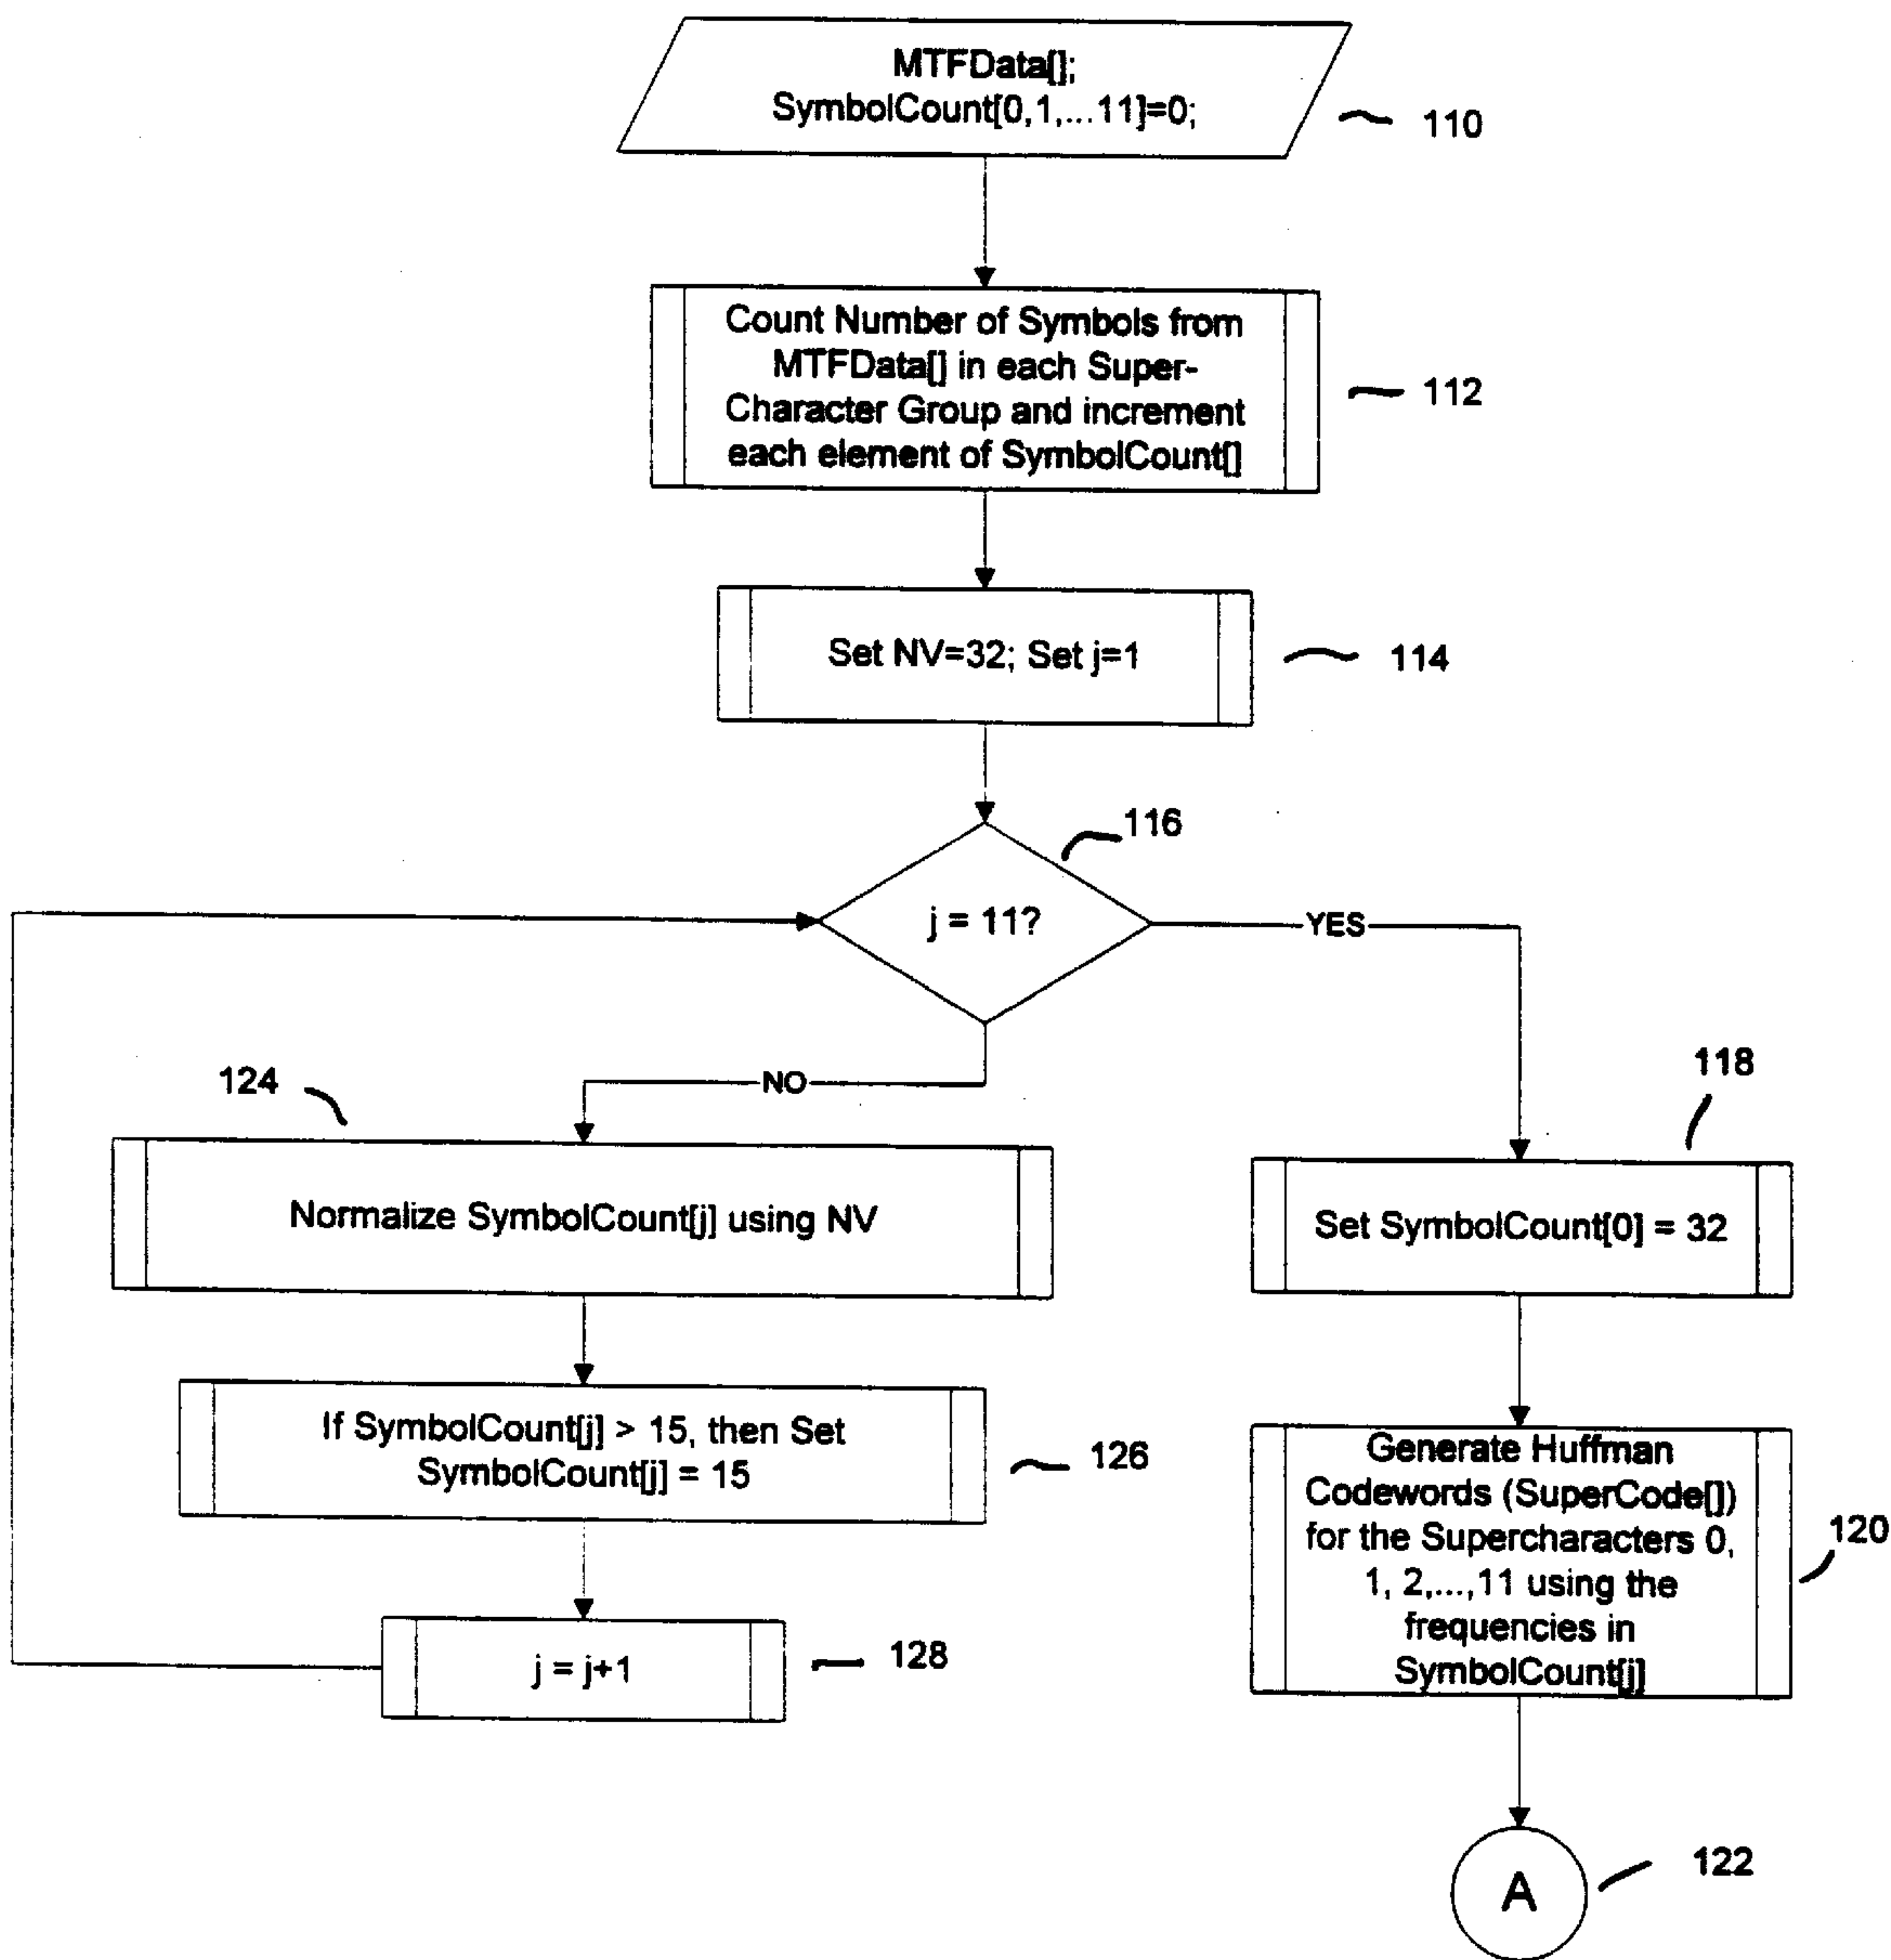 MTFData[];
SymbolCount[0,1,...11]=0;
110
Count Number of Symbols from
MTFData[] in each Super-
Character Group and increment
each element of SymbolCount[]
112
Set NV=32; Set j=1
114
116
j = 11?
YES
NO
124
118
Normalize SymbolCount[j] using NV
Set SymbolCount[0] = 32
If SymbolCount[j] > 15, then Set
SymbolCount[j] = 15
126
Generate Huffman
Codewords (SuperCode[])
for the Supercharacters 0,
1, 2,...,11 using the
frequencies in
SymbolCount[j]
120
j = j+1
128
A
122